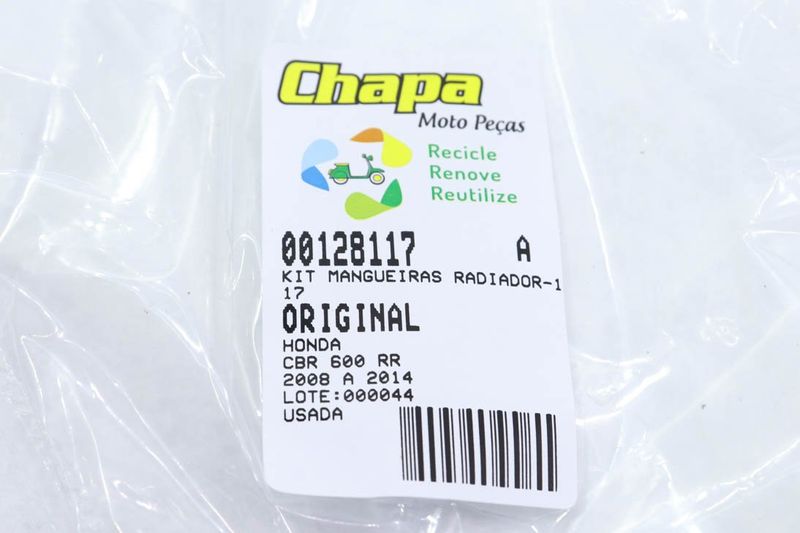 Chapa
Moto Peças
Recicle
Renove
Reutilize
00128117 A
KIT MANGUEIRAS RADIADOR-1
17
ORIGINAL
HONDA
CBR 600 RR
2008 A 2014
LOTE:000044
USADA